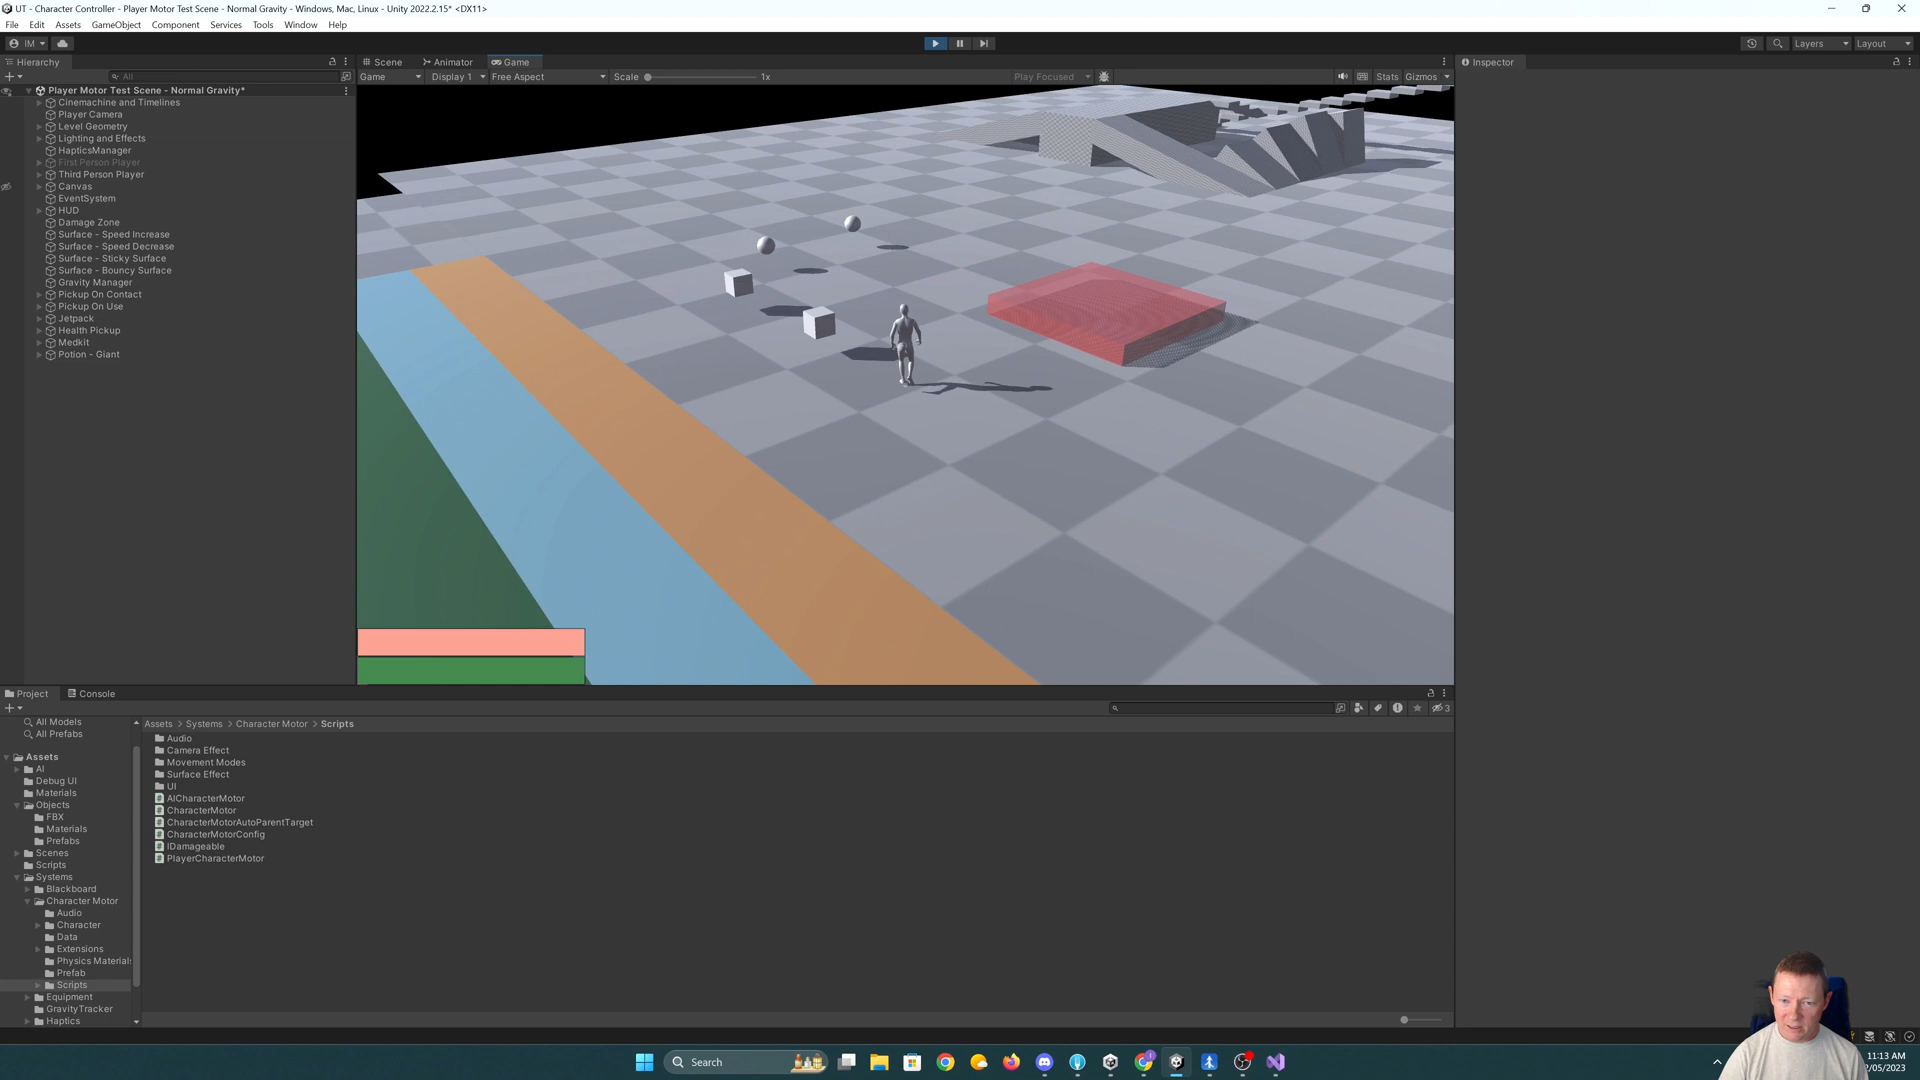 UT - Character Controller - Player Motor Test Scene - Normal Gravity - Windows, Mac, Linux - Unity 2022.2.15* <DX11>
File Edit Assets GameObject Component Services Tools Window Help
IM
Layers Layout
Hierarchy
Scene Animator Game
Inspector
All
Game Display 1 Free Aspect Scale 1x Play Focused Stats Gizmos
Player Motor Test Scene - Normal Gravity*
Cinemachine and Timelines
Player Camera
Level Geometry
Lighting and Effects
HapticsManager
First Person Player
Third Person Player
Canvas
EventSystem
HUD
Damage Zone
Surface - Speed Increase
Surface - Speed Decrease
Surface - Sticky Surface
Surface - Bouncy Surface
Gravity Manager
Pickup On Contact
Pickup On Use
Jetpack
Health Pickup
Medkit
Potion - Giant
Project Console
3
All Models
All Prefabs
Assets
AI
Debug UI
Materials
Objects
FBX
Materials
Prefabs
Scenes
Scripts
Systems
Blackboard
Character Motor
Audio
Character
Data
Extensions
Physics Materials
Prefab
Scripts
Equipment
GravityTracker
Haptics
Assets > Systems > Character Motor > Scripts
Audio
Camera Effect
Movement Modes
Surface Effect
UI
AICharacterMotor
CharacterMotor
CharacterMotorAutoParentTarget
CharacterMotorConfig
IDamageable
PlayerCharacterMotor
Search
11:13 AM
2/05/2023